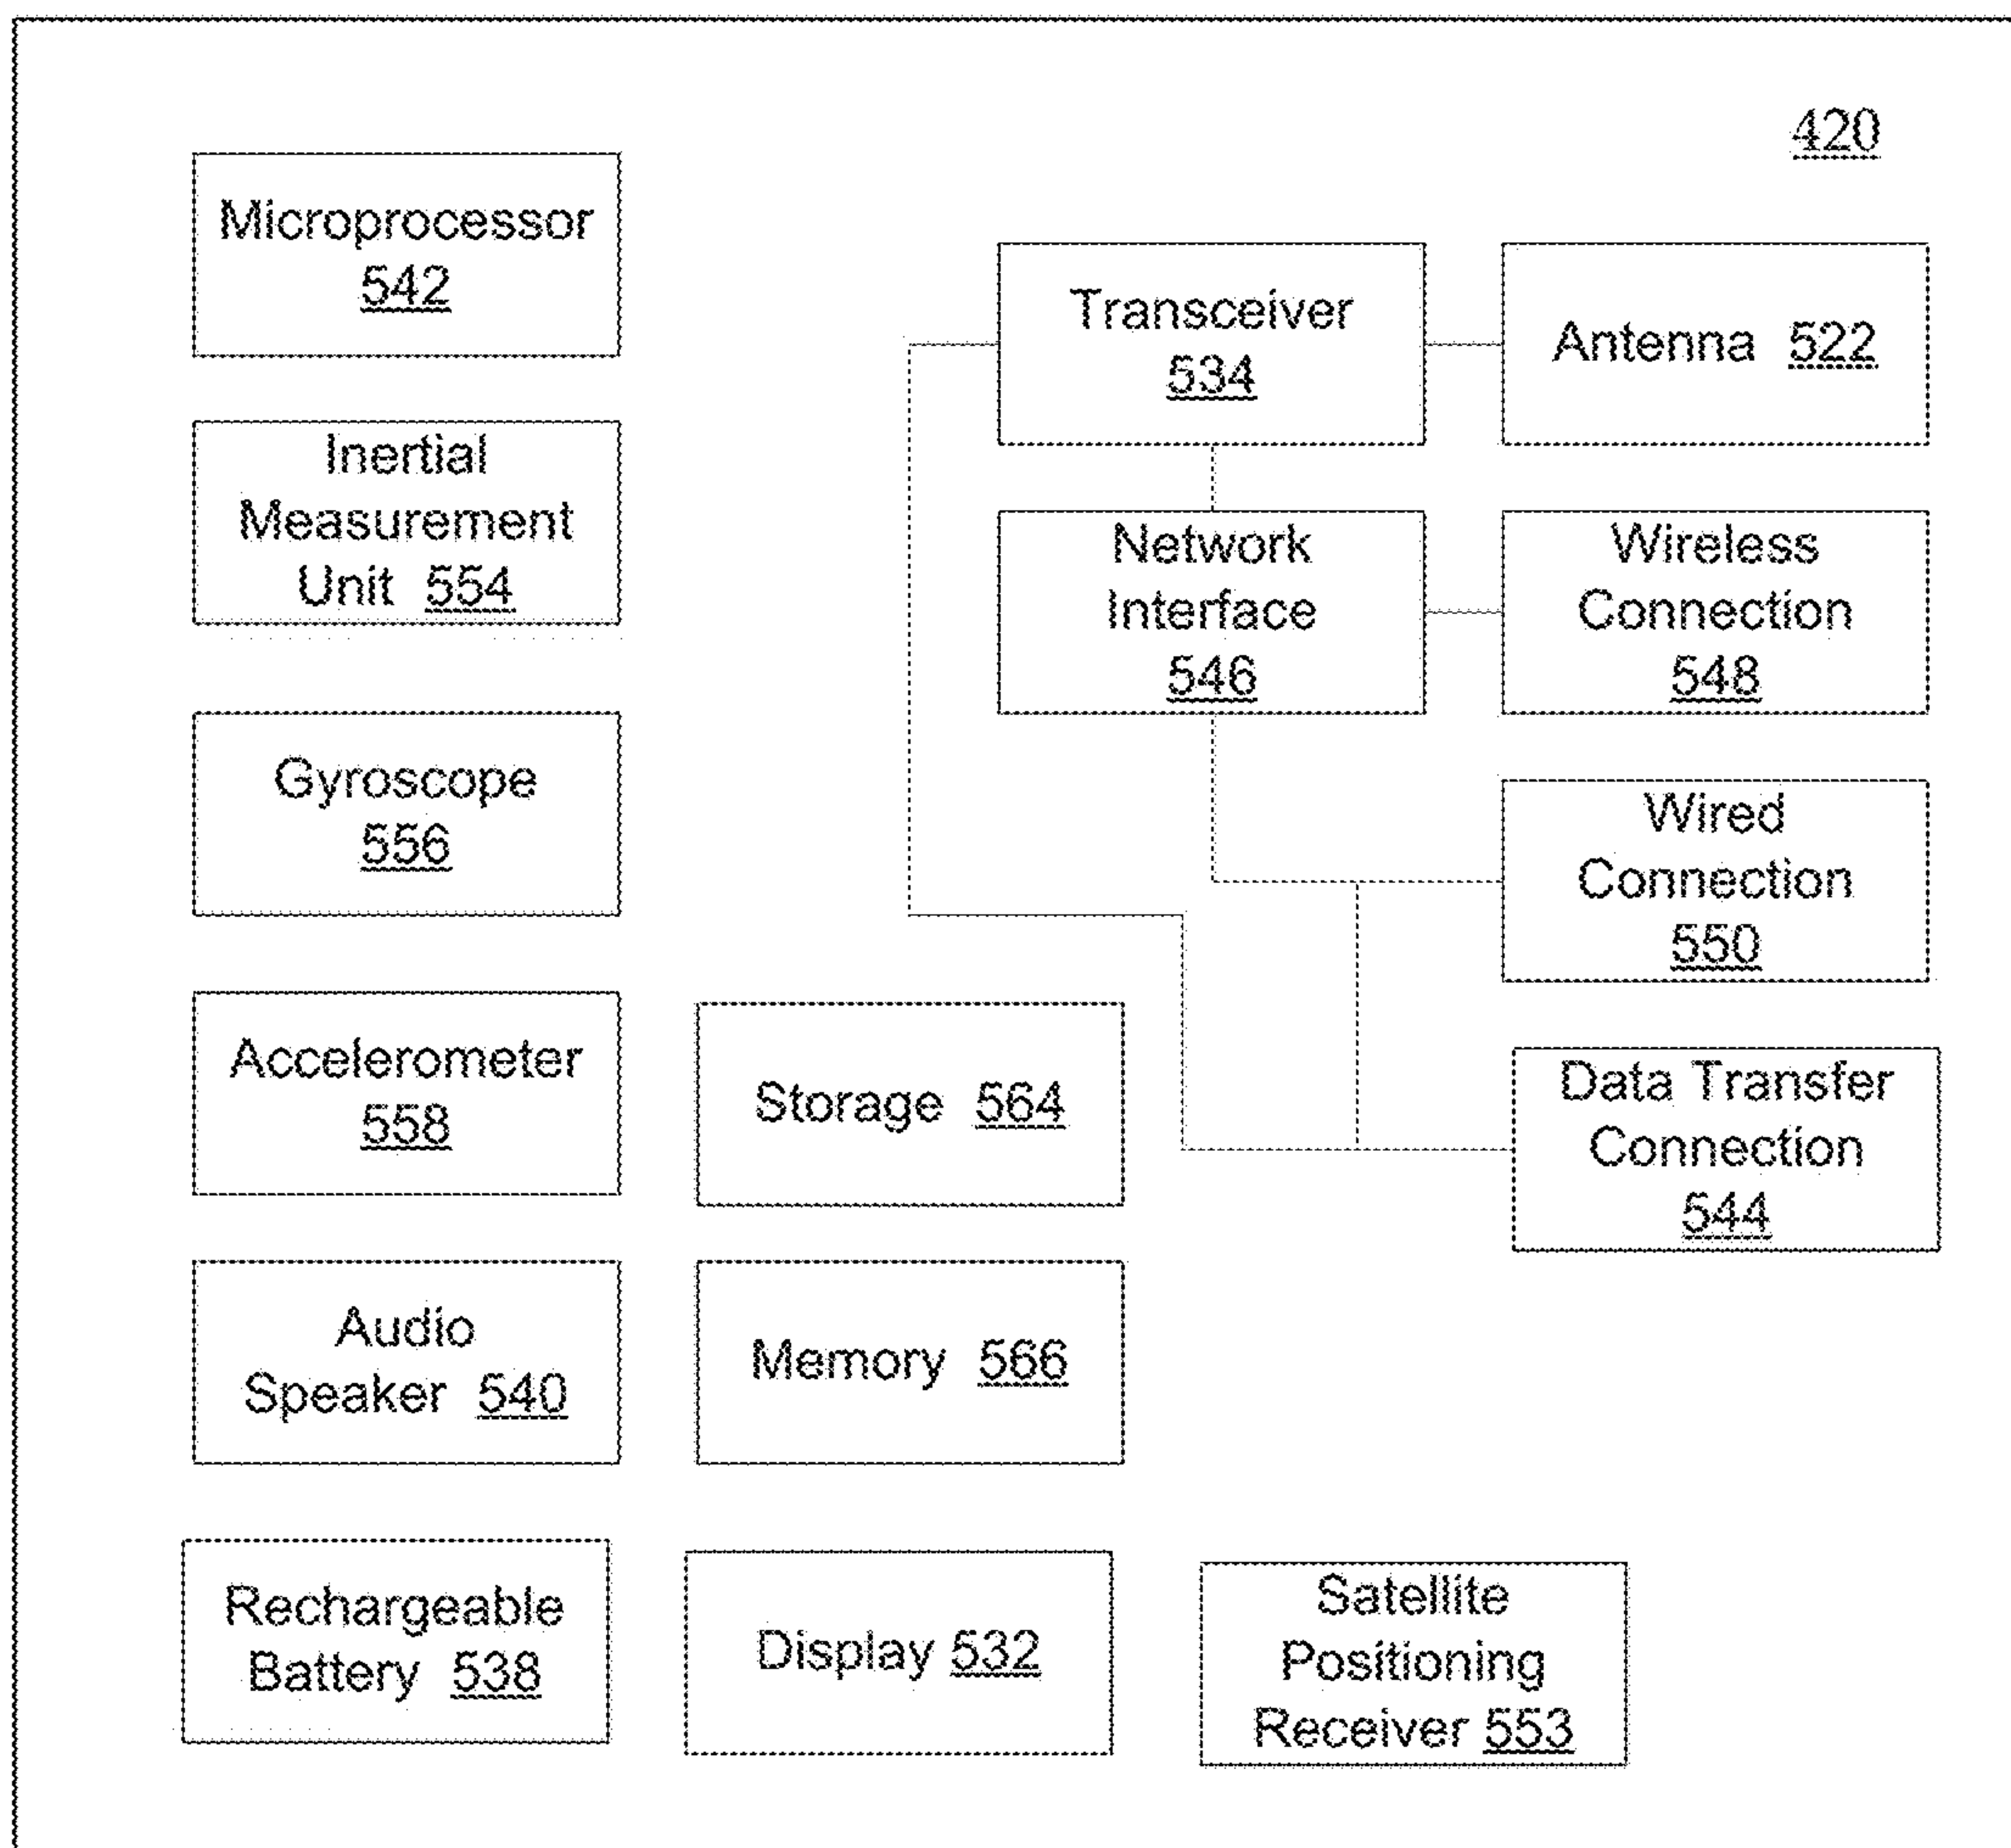 420
Microprocessor
542
Transceiver
534
Antenna 522
Inertial
Measurement
Unit 554
Network
Interface
546
Wireless
Connection
548
Gyroscope
556
Wired
Connection
550
Accelerometer
558
Storage 564
Data Transfer
Connection
544
Audio
Speaker 540
Memory 566
Rechargeable
Battery 538
Display 532
Satellite
Positioning
Receiver 553